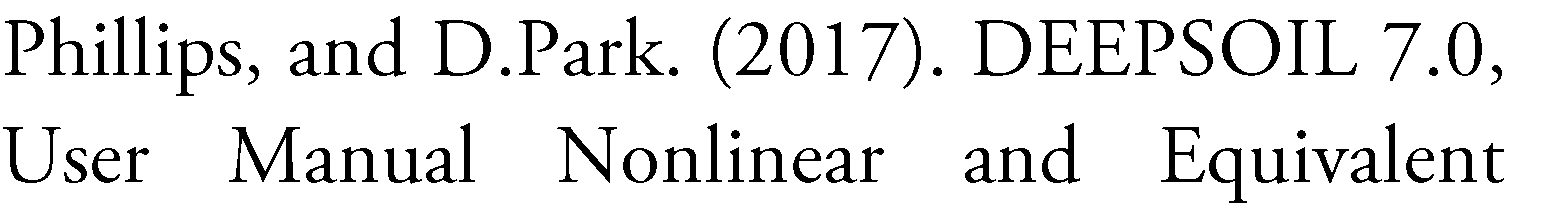 Phillips, and D.Park. (2017). DEEPSOIL 7.0,
User Manual Nonlinear and Equivalent